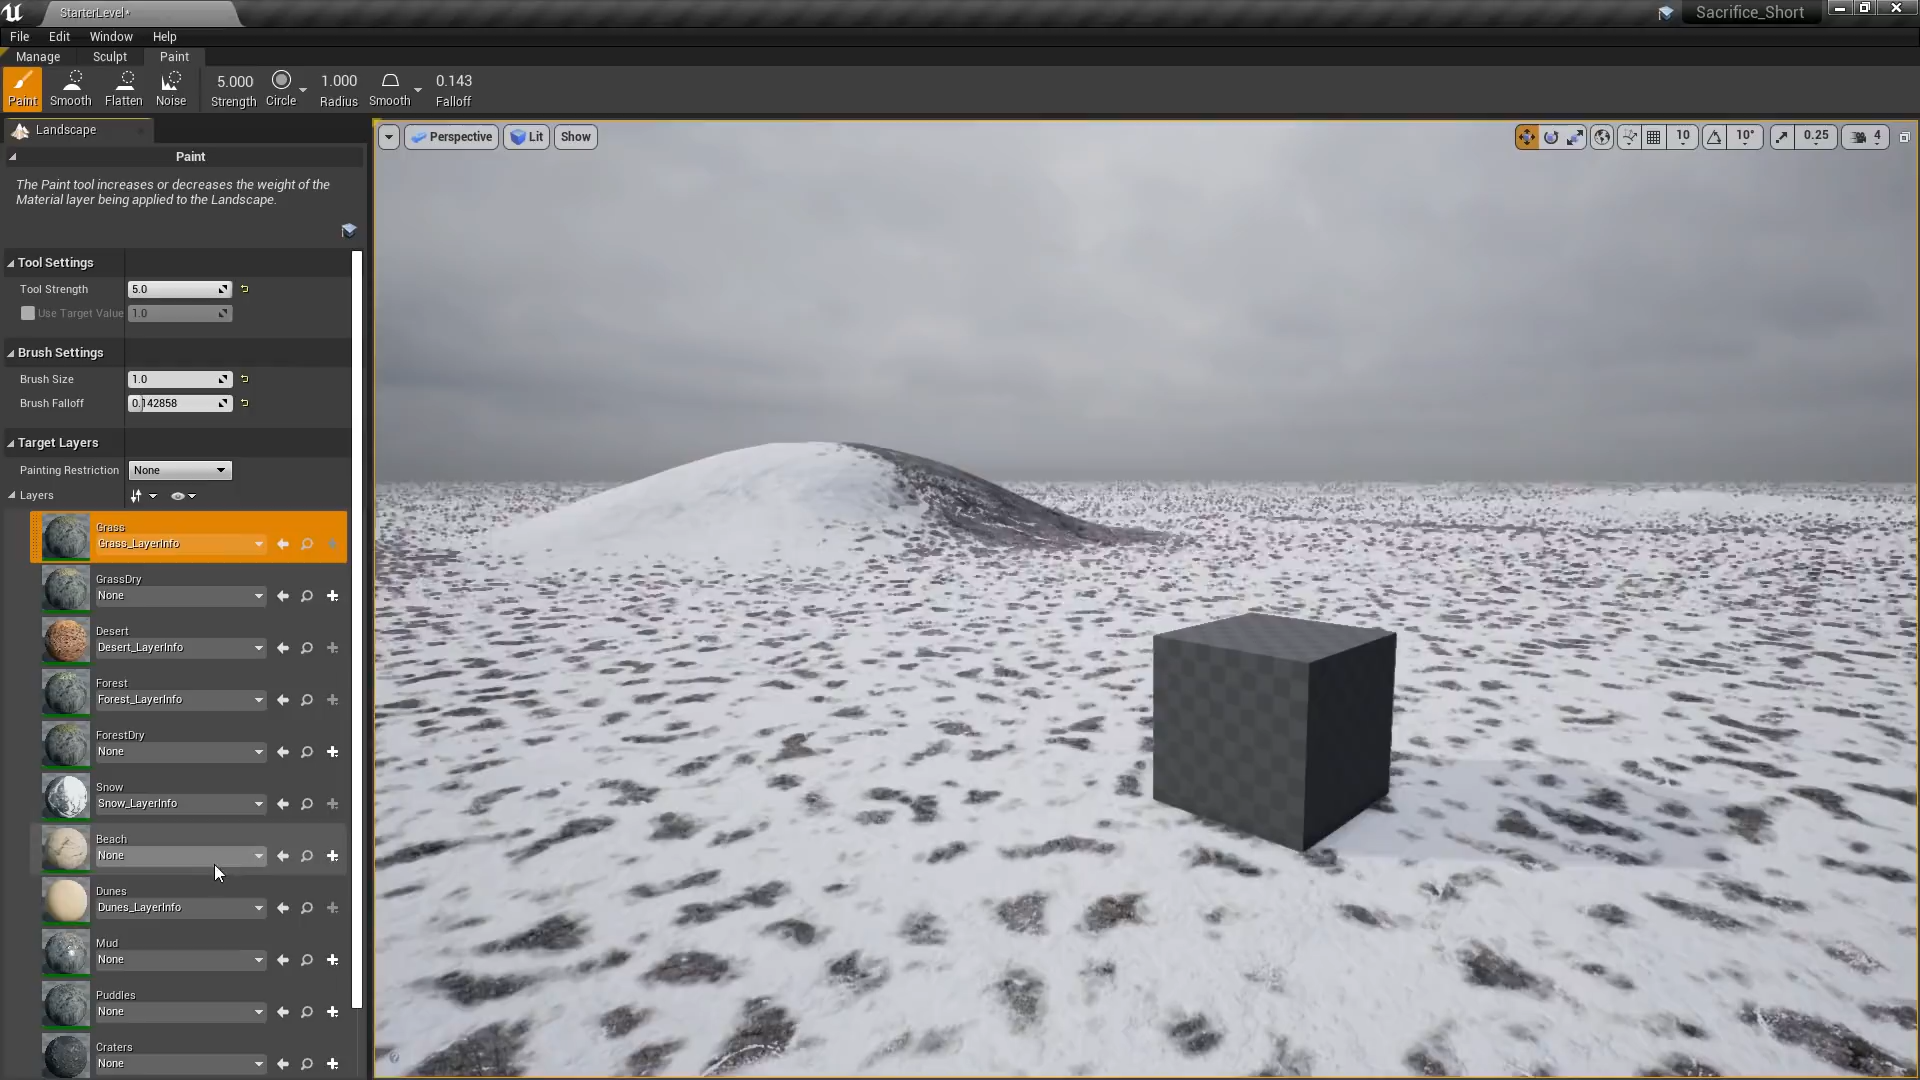 StarterLevel*
Sacrifice_Short
File Edit Window Help
Manage Sculpt Paint
5.000 1.000 0.143
Paint Smooth Flatten Noise Strength Circle Radius Smooth Falloff
Landscape
Perspective Lit Show
10 10° 0.25 4
Paint
The Paint tool increases or decreases the weight of the
Material layer being applied to the Landscape.
Tool Settings
Tool Strength 5.0
Use Target Value 1.0
Brush Settings
Brush Size 1.0
Brush Falloff 0.142858
Target Layers
Painting Restriction None
Layers
Grass
Grass_LayerInfo
GrassDry
None
Desert
Desert_LayerInfo
Forest
Forest_LayerInfo
ForestDry
None
Snow
Snow_LayerInfo
Beach
None
Dunes
Dunes_LayerInfo
Mud
None
Puddles
None
Craters
None